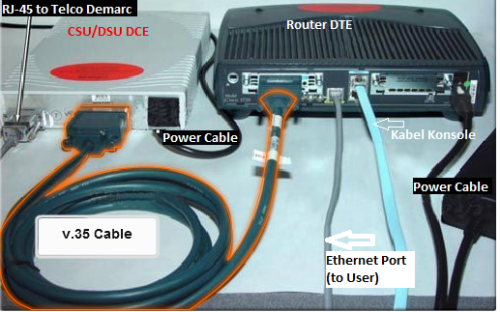 RJ-45 to Telco Demarc
CSU/DSU DCE
Router DTE
Power Cable
Kabel Konsole
Power Cable
v.35 Cable
Ethernet Port
(to User)